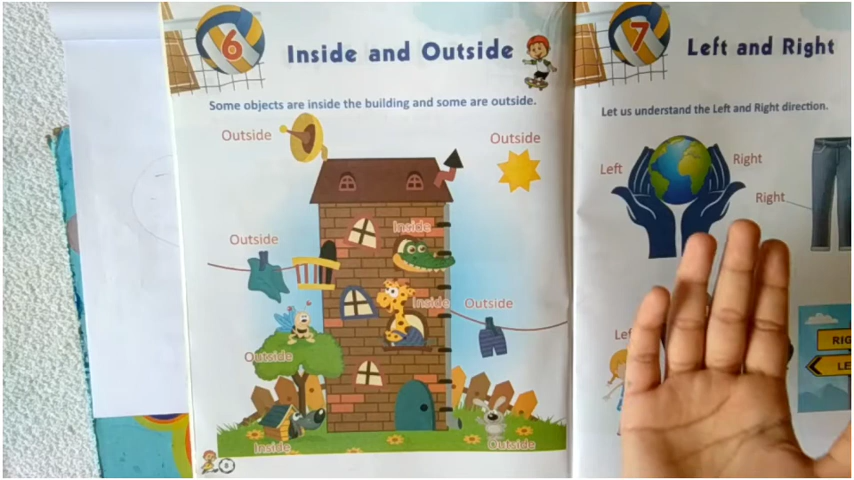 6
Inside and Outside
Some objects are inside the building and some are outside.
Outside
Outside
Inside
Outside
Inside
Outside
Outside
Inside
Outside
8
7
Left and Right
Let us understand the Left and Right direction.
Left
Right
Right